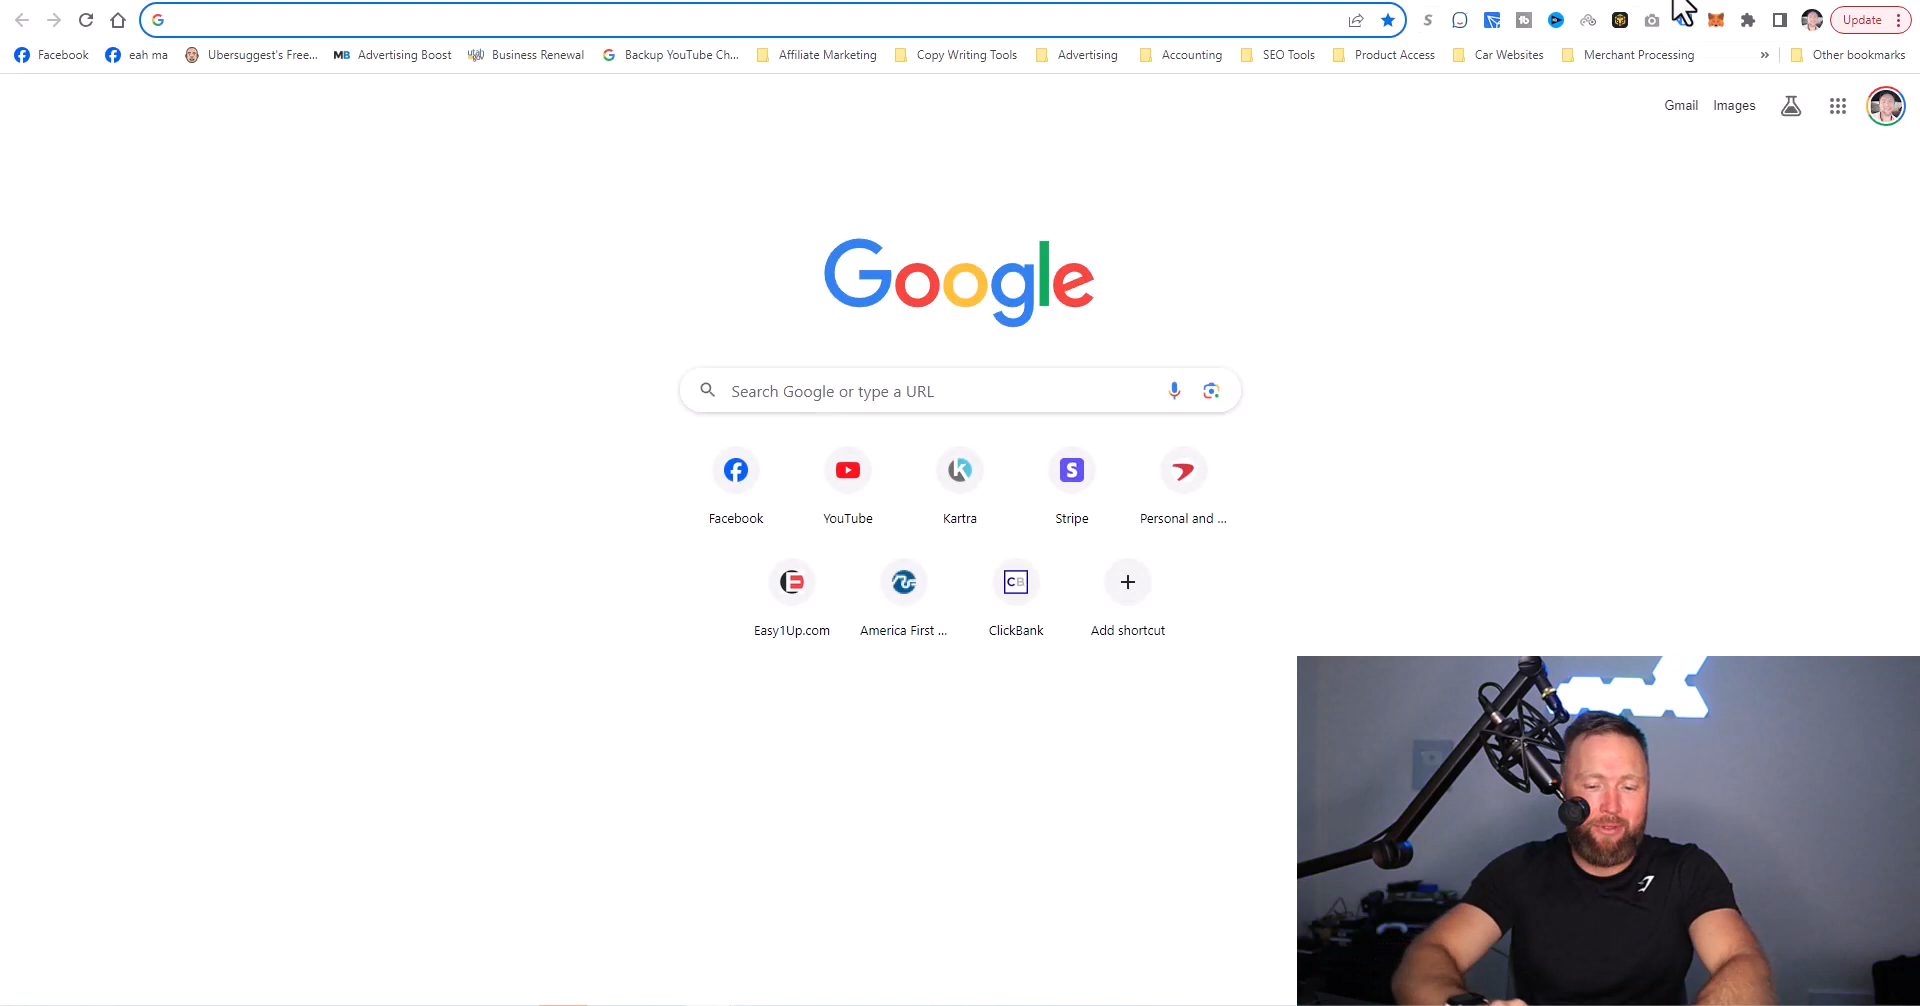 Update
Facebook eah ma Ubersuggest's Free... MB Advertising Boost Business Renewal Backup YouTube Ch... Affiliate Marketing Copy Writing Tools Advertising Accounting SEO Tools Product Access Car Websites Merchant Processing » Other bookmarks
Gmail Images
Google
Search Google or type a URL
Facebook YouTube Kartra Stripe Personal and ...
Easy1Up.com America First ... ClickBank Add shortcut